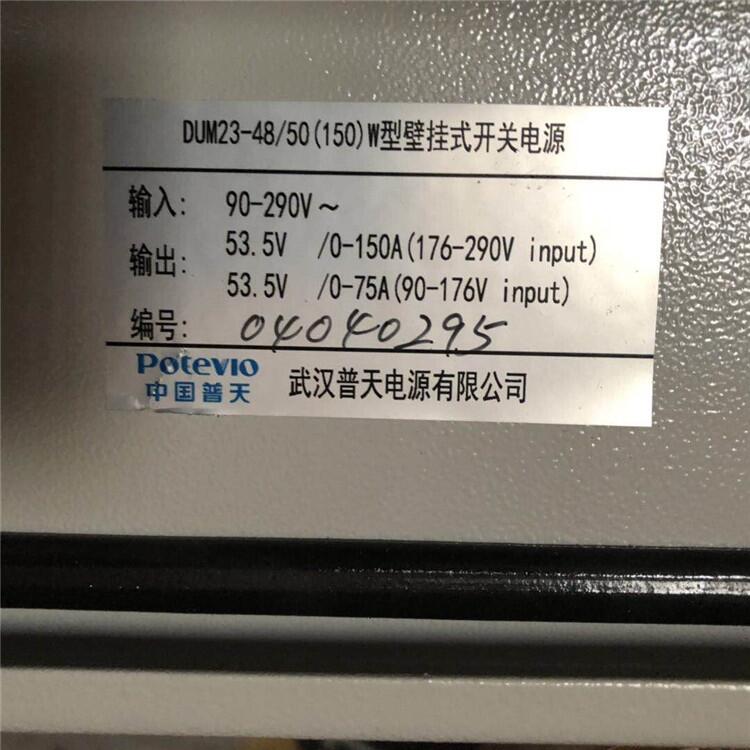 DUM23-48/50(150)W型壁挂式开关电源
输入: 90-290V～
输出: 53.5V /0-150A(176-290V input)
53.5V /0-75A(90-176V input)
编号: 04040295
Potevio
中国普天 武汉普天电源有限公司